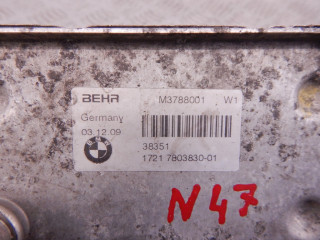 BEHR M3788001 W1
Germany
03.12.09
38351
1721 7803830-01
N47